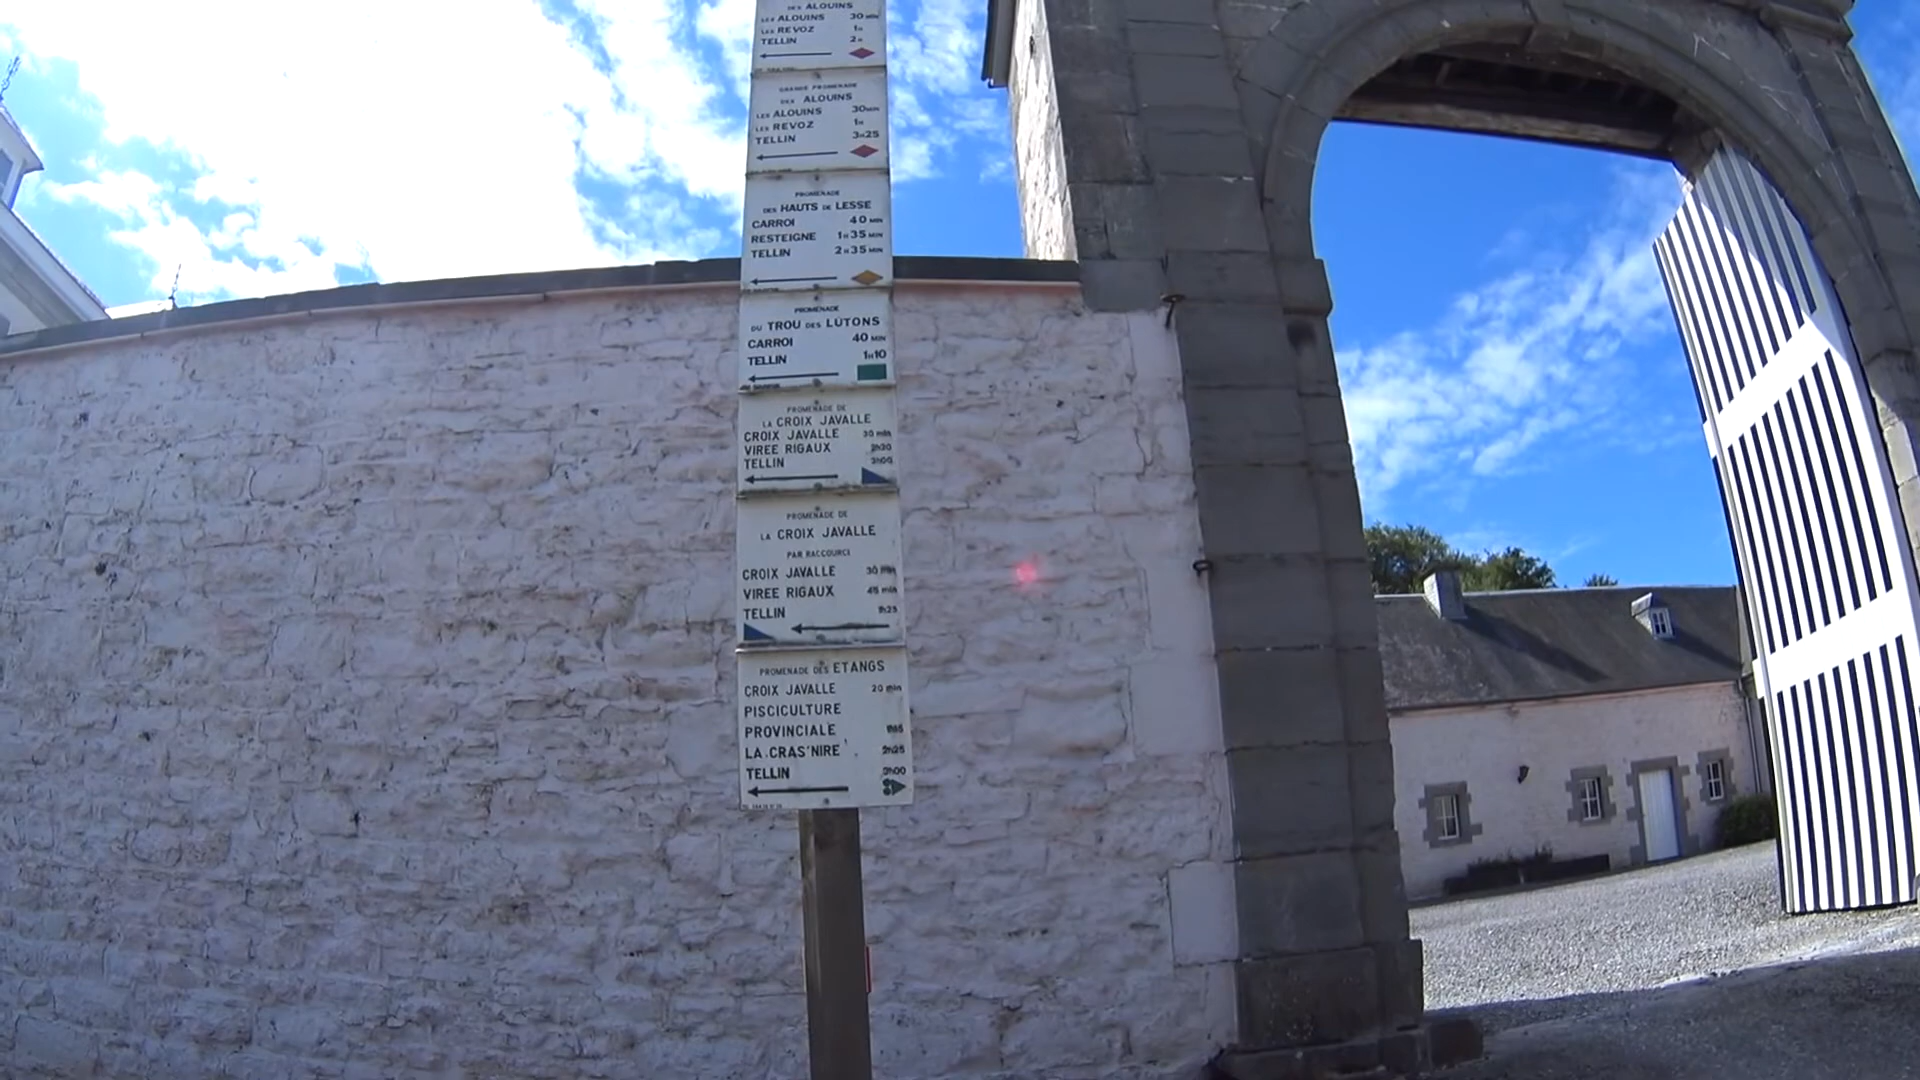 DES ALOUINS
LES ALOUINS 30 MIN
LES REVOZ 1H
TELLIN 2H
GRANDE PROMENADE
DES ALOUINS
LES ALOUINS 30MIN
LES REVOZ 1H
TELLIN 3H25
PROMENADE
DES HAUTS DE LESSE
CARROI 40 MIN
RESTEIGNE 1H35 MIN
TELLIN 2H35 MIN
PROMENADE
DU TROU DES LUTONS
CARROI 40 MIN
TELLIN 1H10
PROMENADE DE
LA CROIX JAVALLE
CROIX JAVALLE 30 min
VIREE RIGAUX 2h30
TELLIN 3h00
PROMENADE DE
LA CROIX JAVALLE
PAR RACCOURCI
CROIX JAVALLE 30 min
VIREE RIGAUX 45 min
TELLIN 1h25
PROMENADE DES ETANGS
CROIX JAVALLE 20 min
PISCICULTURE
PROVINCIALE 1h45
LA CRAS'NIRE 2h25
TELLIN 3h00